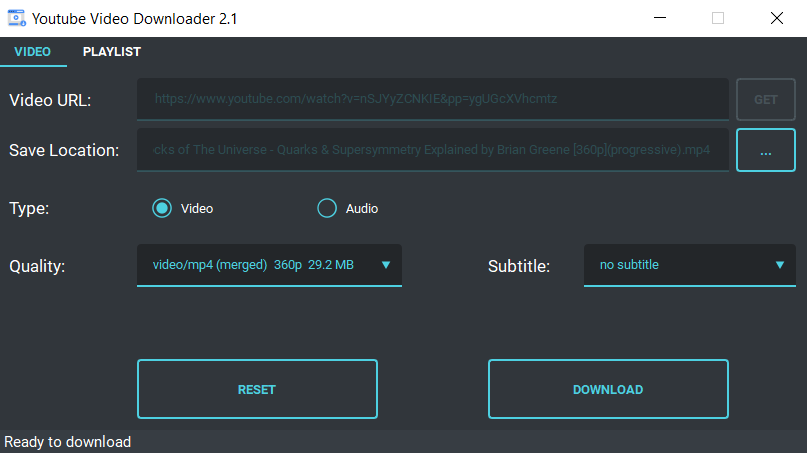 Youtube Video Downloader 2.1
VIDEO PLAYLIST
Video URL: https://www.youtube.com/watch?v=nSJYyZCNKIE&pp=ygUGcXVhcmtz GET
Save Location: cks of The Universe - Quarks & Supersymmetry Explained by Brian Greene [360p](progressive).mp4 ...
Type: Video Audio
Quality: video/mp4 (merged) 360p 29.2 MB Subtitle: no subtitle
RESET DOWNLOAD
Ready to download